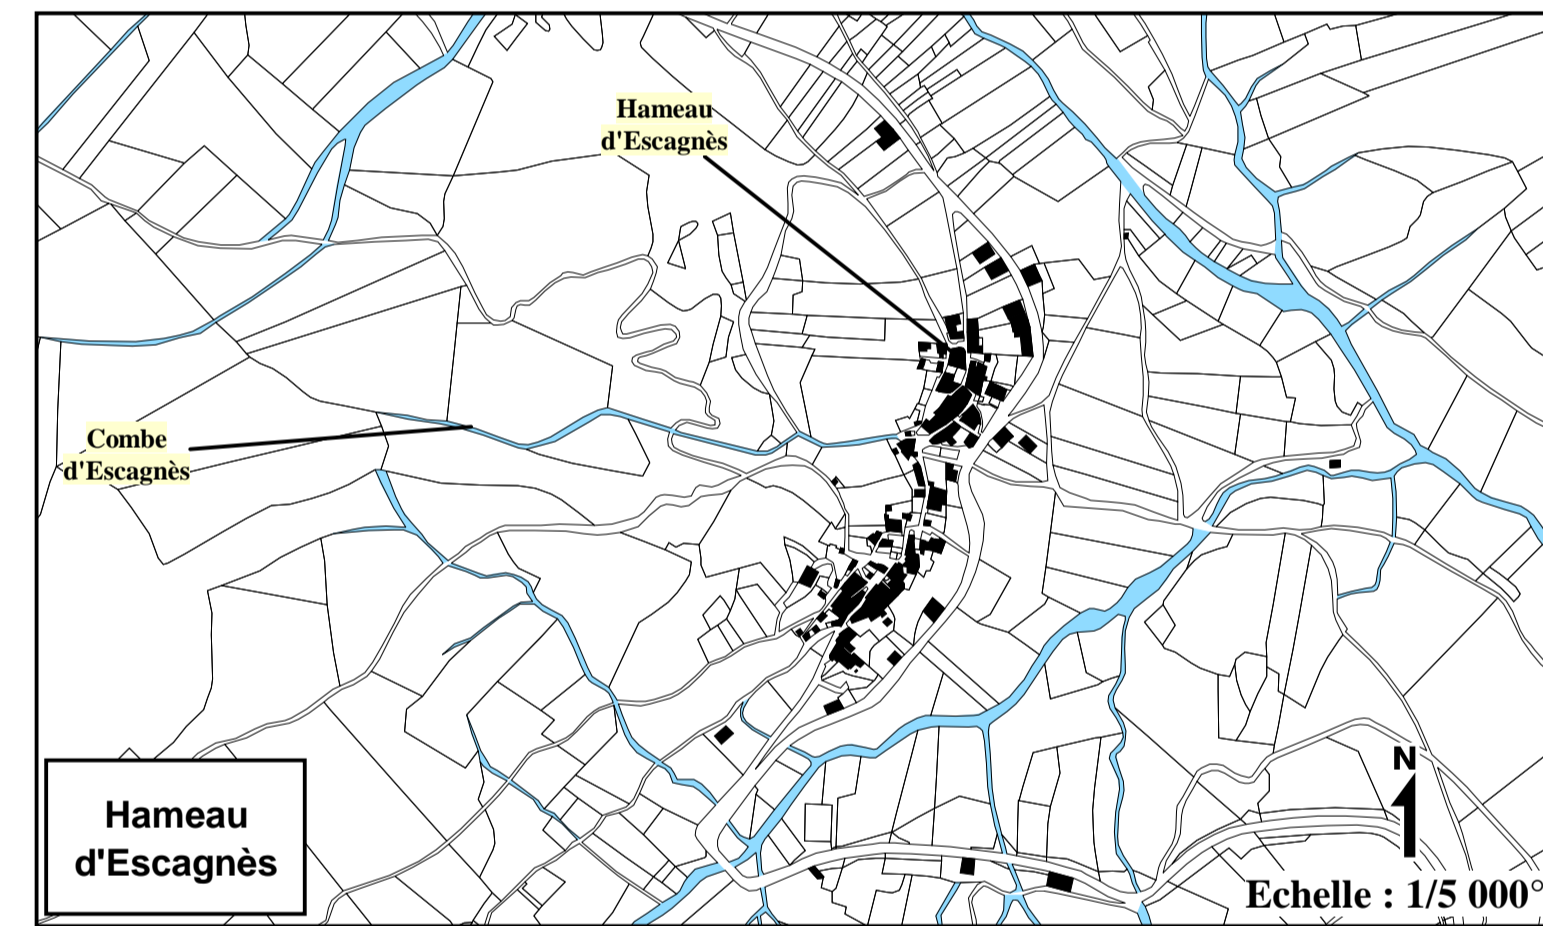 Hameau
d'Escagnès
Combe
d'Escagnès
Hameau
d'Escagnès
N
Echelle : 1/5 000°